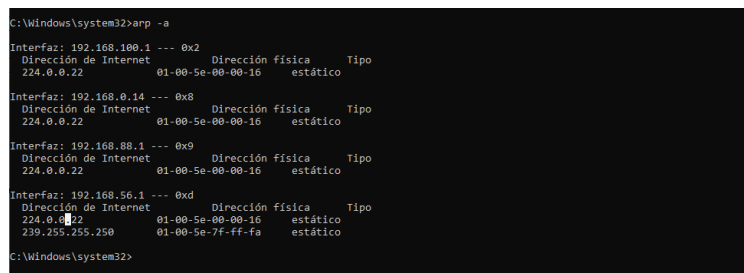 C:\Windows\system32>arp -a
Interfaz: 192.168.100.1 --- 0x2
Dirección de Internet Dirección física Tipo
224.0.0.22 01-00-5e-00-00-16 estático
Interfaz: 192.168.0.14 --- 0x8
Dirección de Internet Dirección física Tipo
224.0.0.22 01-00-5e-00-00-16 estático
Interfaz: 192.168.88.1 --- 0x9
Dirección de Internet Dirección física Tipo
224.0.0.22 01-00-5e-00-00-16 estático
Interfaz: 192.168.56.1 --- 0xd
Dirección de Internet Dirección física Tipo
224.0.0.22 01-00-5e-00-00-16 estático
239.255.255.250 01-00-5e-7f-ff-fa estático
C:\Windows\system32>